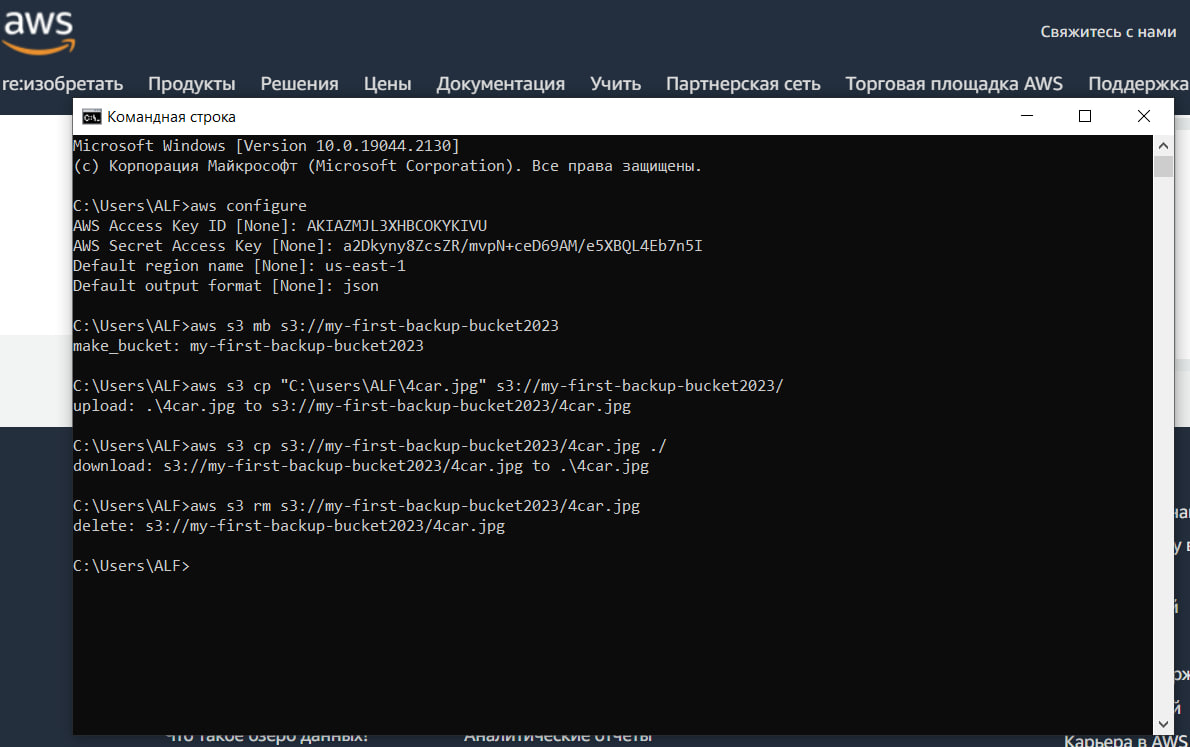 aws
Свяжитесь с нами
re:изобретать Продукты Решения Цены Документация Учить Партнерская сеть Торговая площадка AWS Поддержка
Командная строка
Microsoft Windows [Version 10.0.19044.2130]
(c) Корпорация Майкрософт (Microsoft Corporation). Все права защищены.
C:\Users\ALF>aws configure
AWS Access Key ID [None]: AKIAZMJL3XHBCOKYKIVU
AWS Secret Access Key [None]: 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
Default region name [None]: us-east-1
Default output format [None]: json
C:\Users\ALF>aws s3 mb s3://my-first-backup-bucket2023
make_bucket: my-first-backup-bucket2023
C:\Users\ALF>aws s3 cp "C:\users\ALF\4car.jpg" s3://my-first-backup-bucket2023/
upload: .\4car.jpg to s3://my-first-backup-bucket2023/4car.jpg
C:\Users\ALF>aws s3 cp s3://my-first-backup-bucket2023/4car.jpg ./
download: s3://my-first-backup-bucket2023/4car.jpg to .\4car.jpg
C:\Users\ALF>aws s3 rm s3://my-first-backup-bucket2023/4car.jpg
delete: s3://my-first-backup-bucket2023/4car.jpg
C:\Users\ALF>
Что такое озеро данных?
Аналитические отчеты
Карьера в AWS